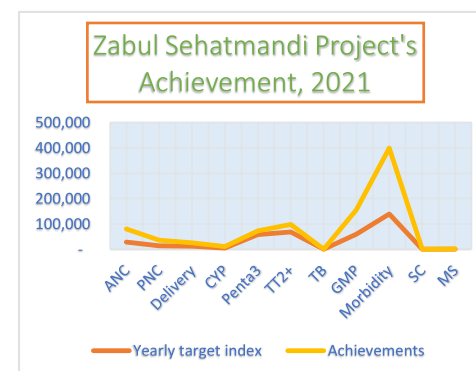 Zabul Sehatmandi Project's
Achievement, 2021
500,000
400,000
300,000
200,000
100,000
-
ANC
PNC
Delivery
CYP
Penta3
TT2+
TB
GMP
Morbidity
SC
MS
Yearly target index
Achievements